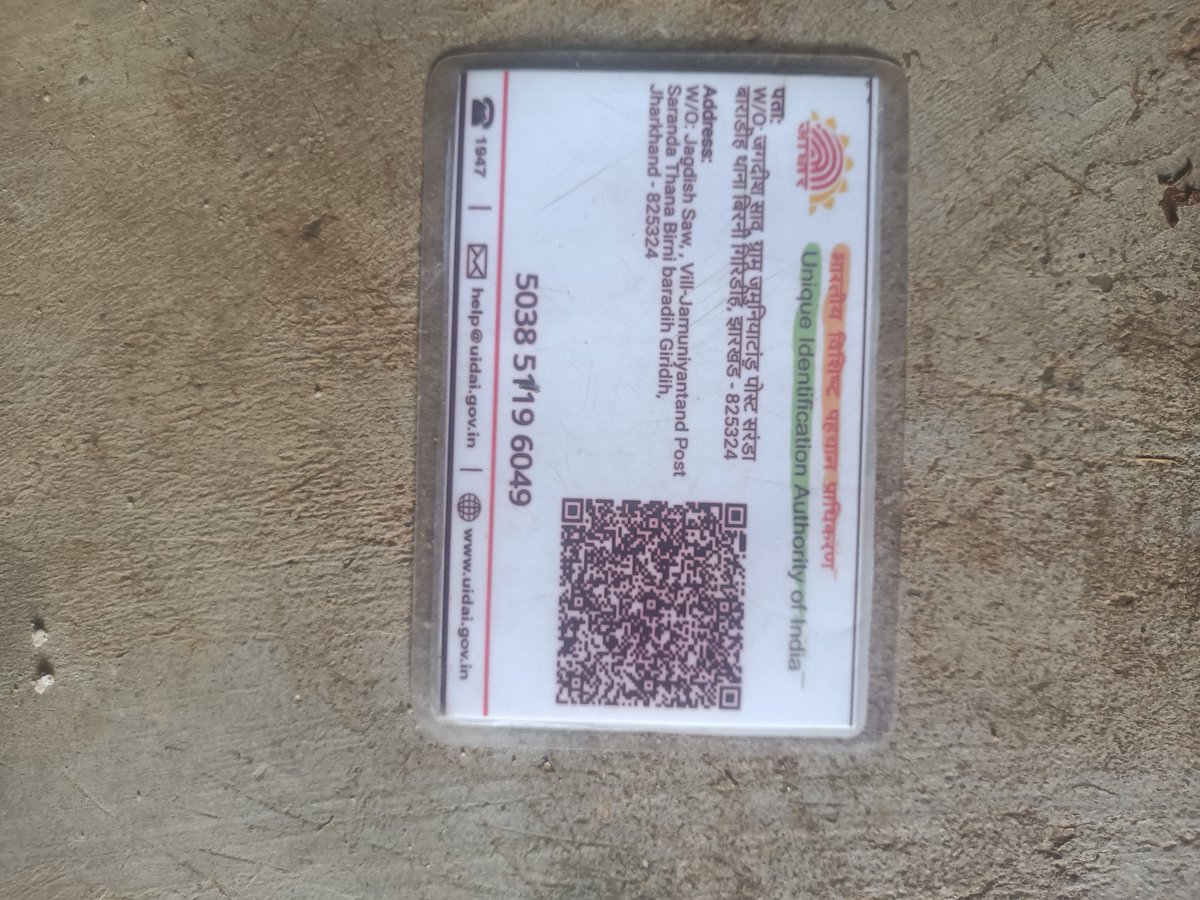 आधार
भारतीय विशिष्ट पहचान प्राधिकरण
Unique Identification Authority of India
पता:
W/O: जगदीश साव, ग्राम जमुनियाटांड़ पोस्ट सरंडा
बाराडीह थाना बिरनी गिरिडीह, झारखंड - 825324
Address:
W/O: Jagdish Saw, , Vill-Jamuniyantand Post
Saranda Thana Birni baradih Giridih,
Jharkhand - 825324
5038 5119 6049
1947 | help@uidai.gov.in | www.uidai.gov.in